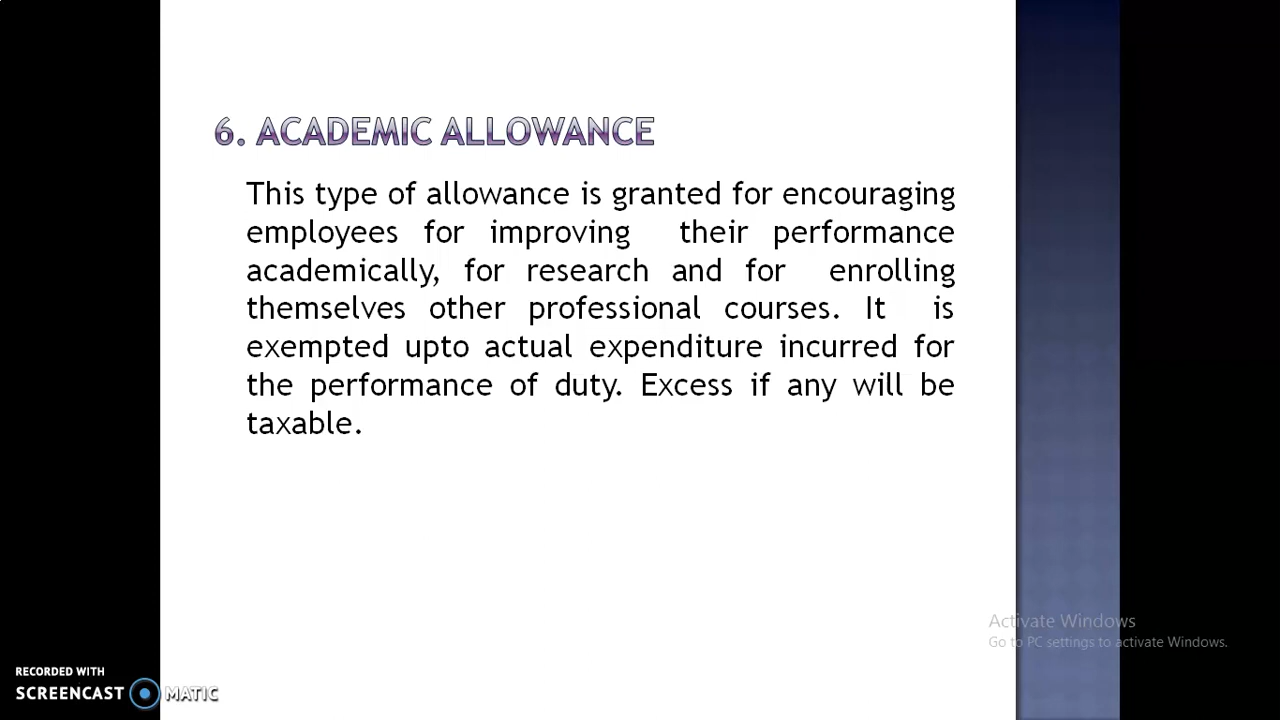 6. ACADEMIC ALLOWANCE
This type of allowance is granted for encouraging
employees for improving their performance
academically, for research and for enrolling
themselves other professional courses. It is
exempted upto actual expenditure incurred for
the performance of duty. Excess if any will be
taxable.
Activate Windows
Go to PC settings to activate Windows.
RECORDED WITH
SCREENCAST MATIC